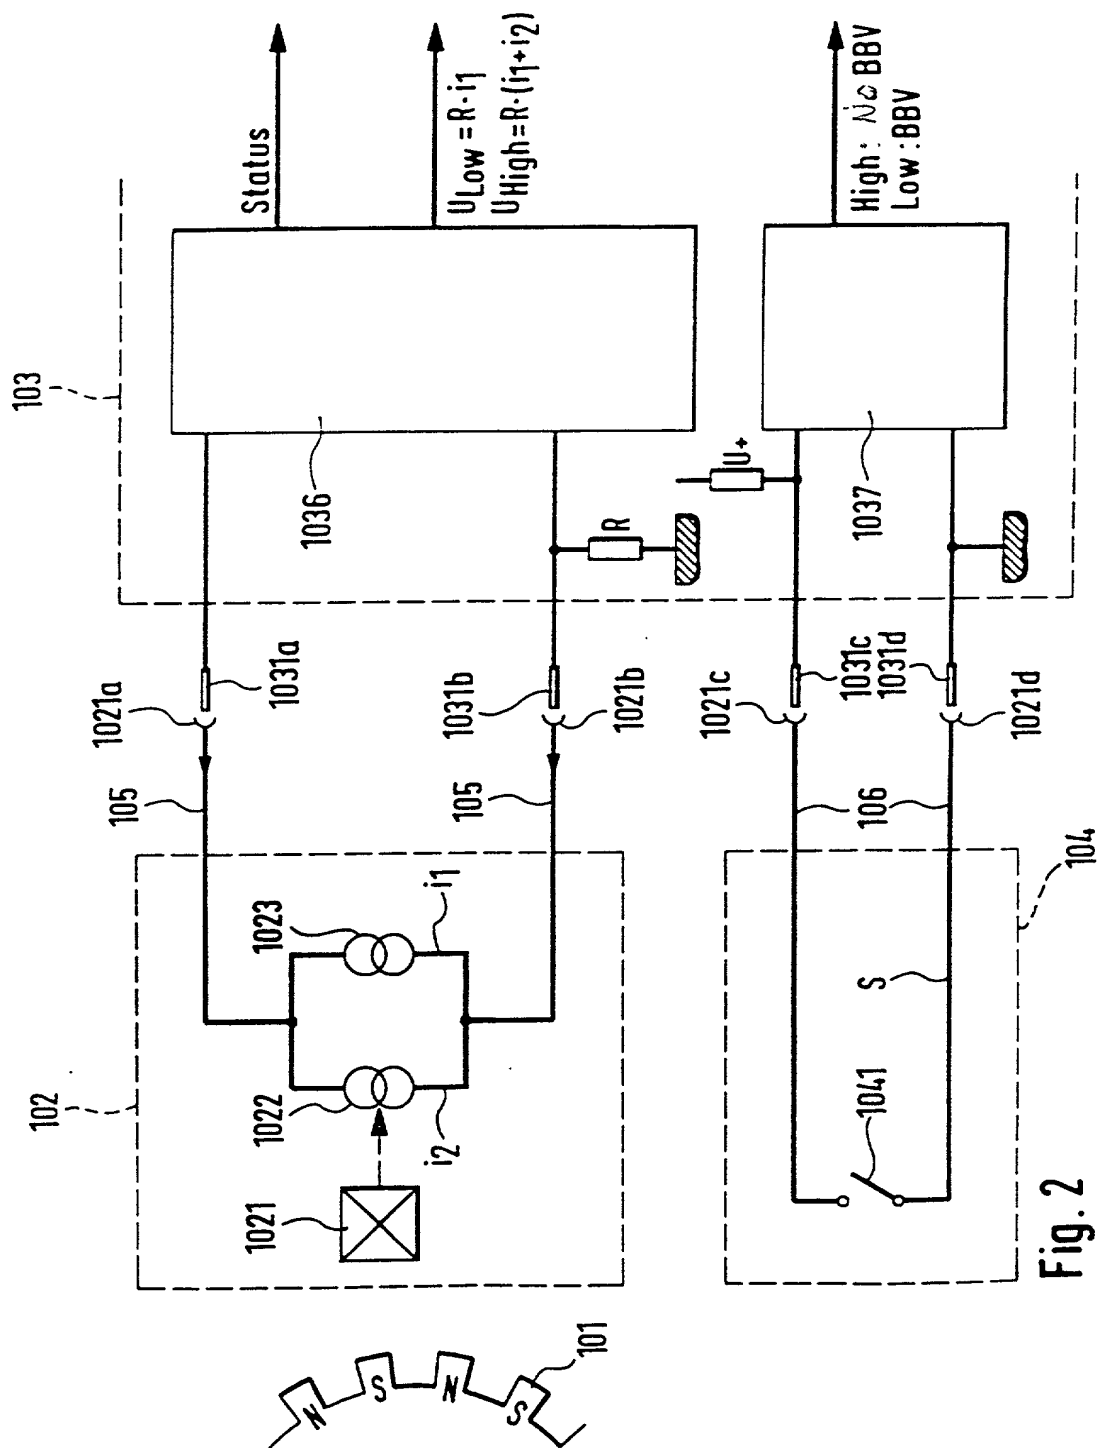 103
Status
U_Low = R·i1
U_High = R·(i1+i2)
1036
R
1021a
1031a
105
1031b
1021b
105
102
1023
i1
1022
i2
1021
N
S
N
S
101
High: No BBV
Low: BBV
U+
1037
1021c
1031c
1031d
1021d
106
104
S
1041
Fig. 2